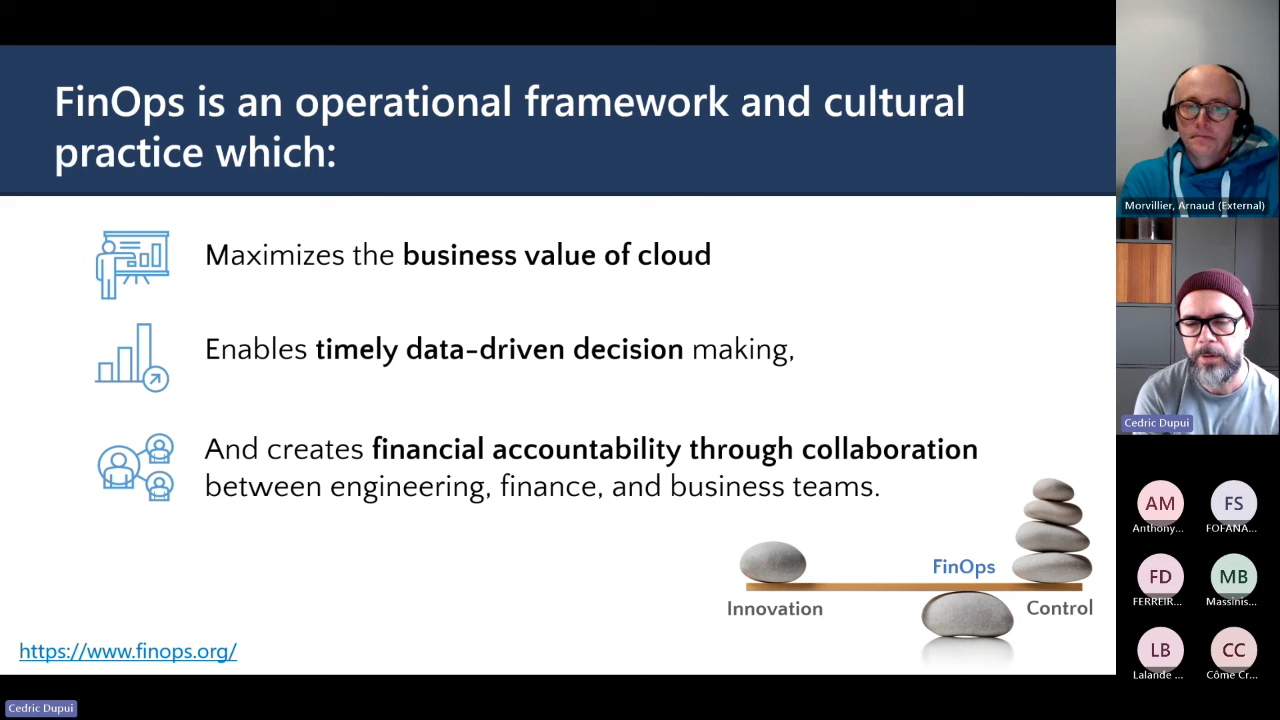 FinOps is an operational framework and cultural
practice which:
Maximizes the business value of cloud
Enables timely data-driven decision making,
And creates financial accountability through collaboration
between engineering, finance, and business teams.
FinOps
Innovation
Control
https://www.finops.org/
Cedric Dupui
Morvillier, Arnaud (External)
Cedric Dupui
AM
Anthony...
FS
FOFANA...
FD
FERREIR...
MB
Massinis...
LB
Lalande ...
CC
Côme Cr...